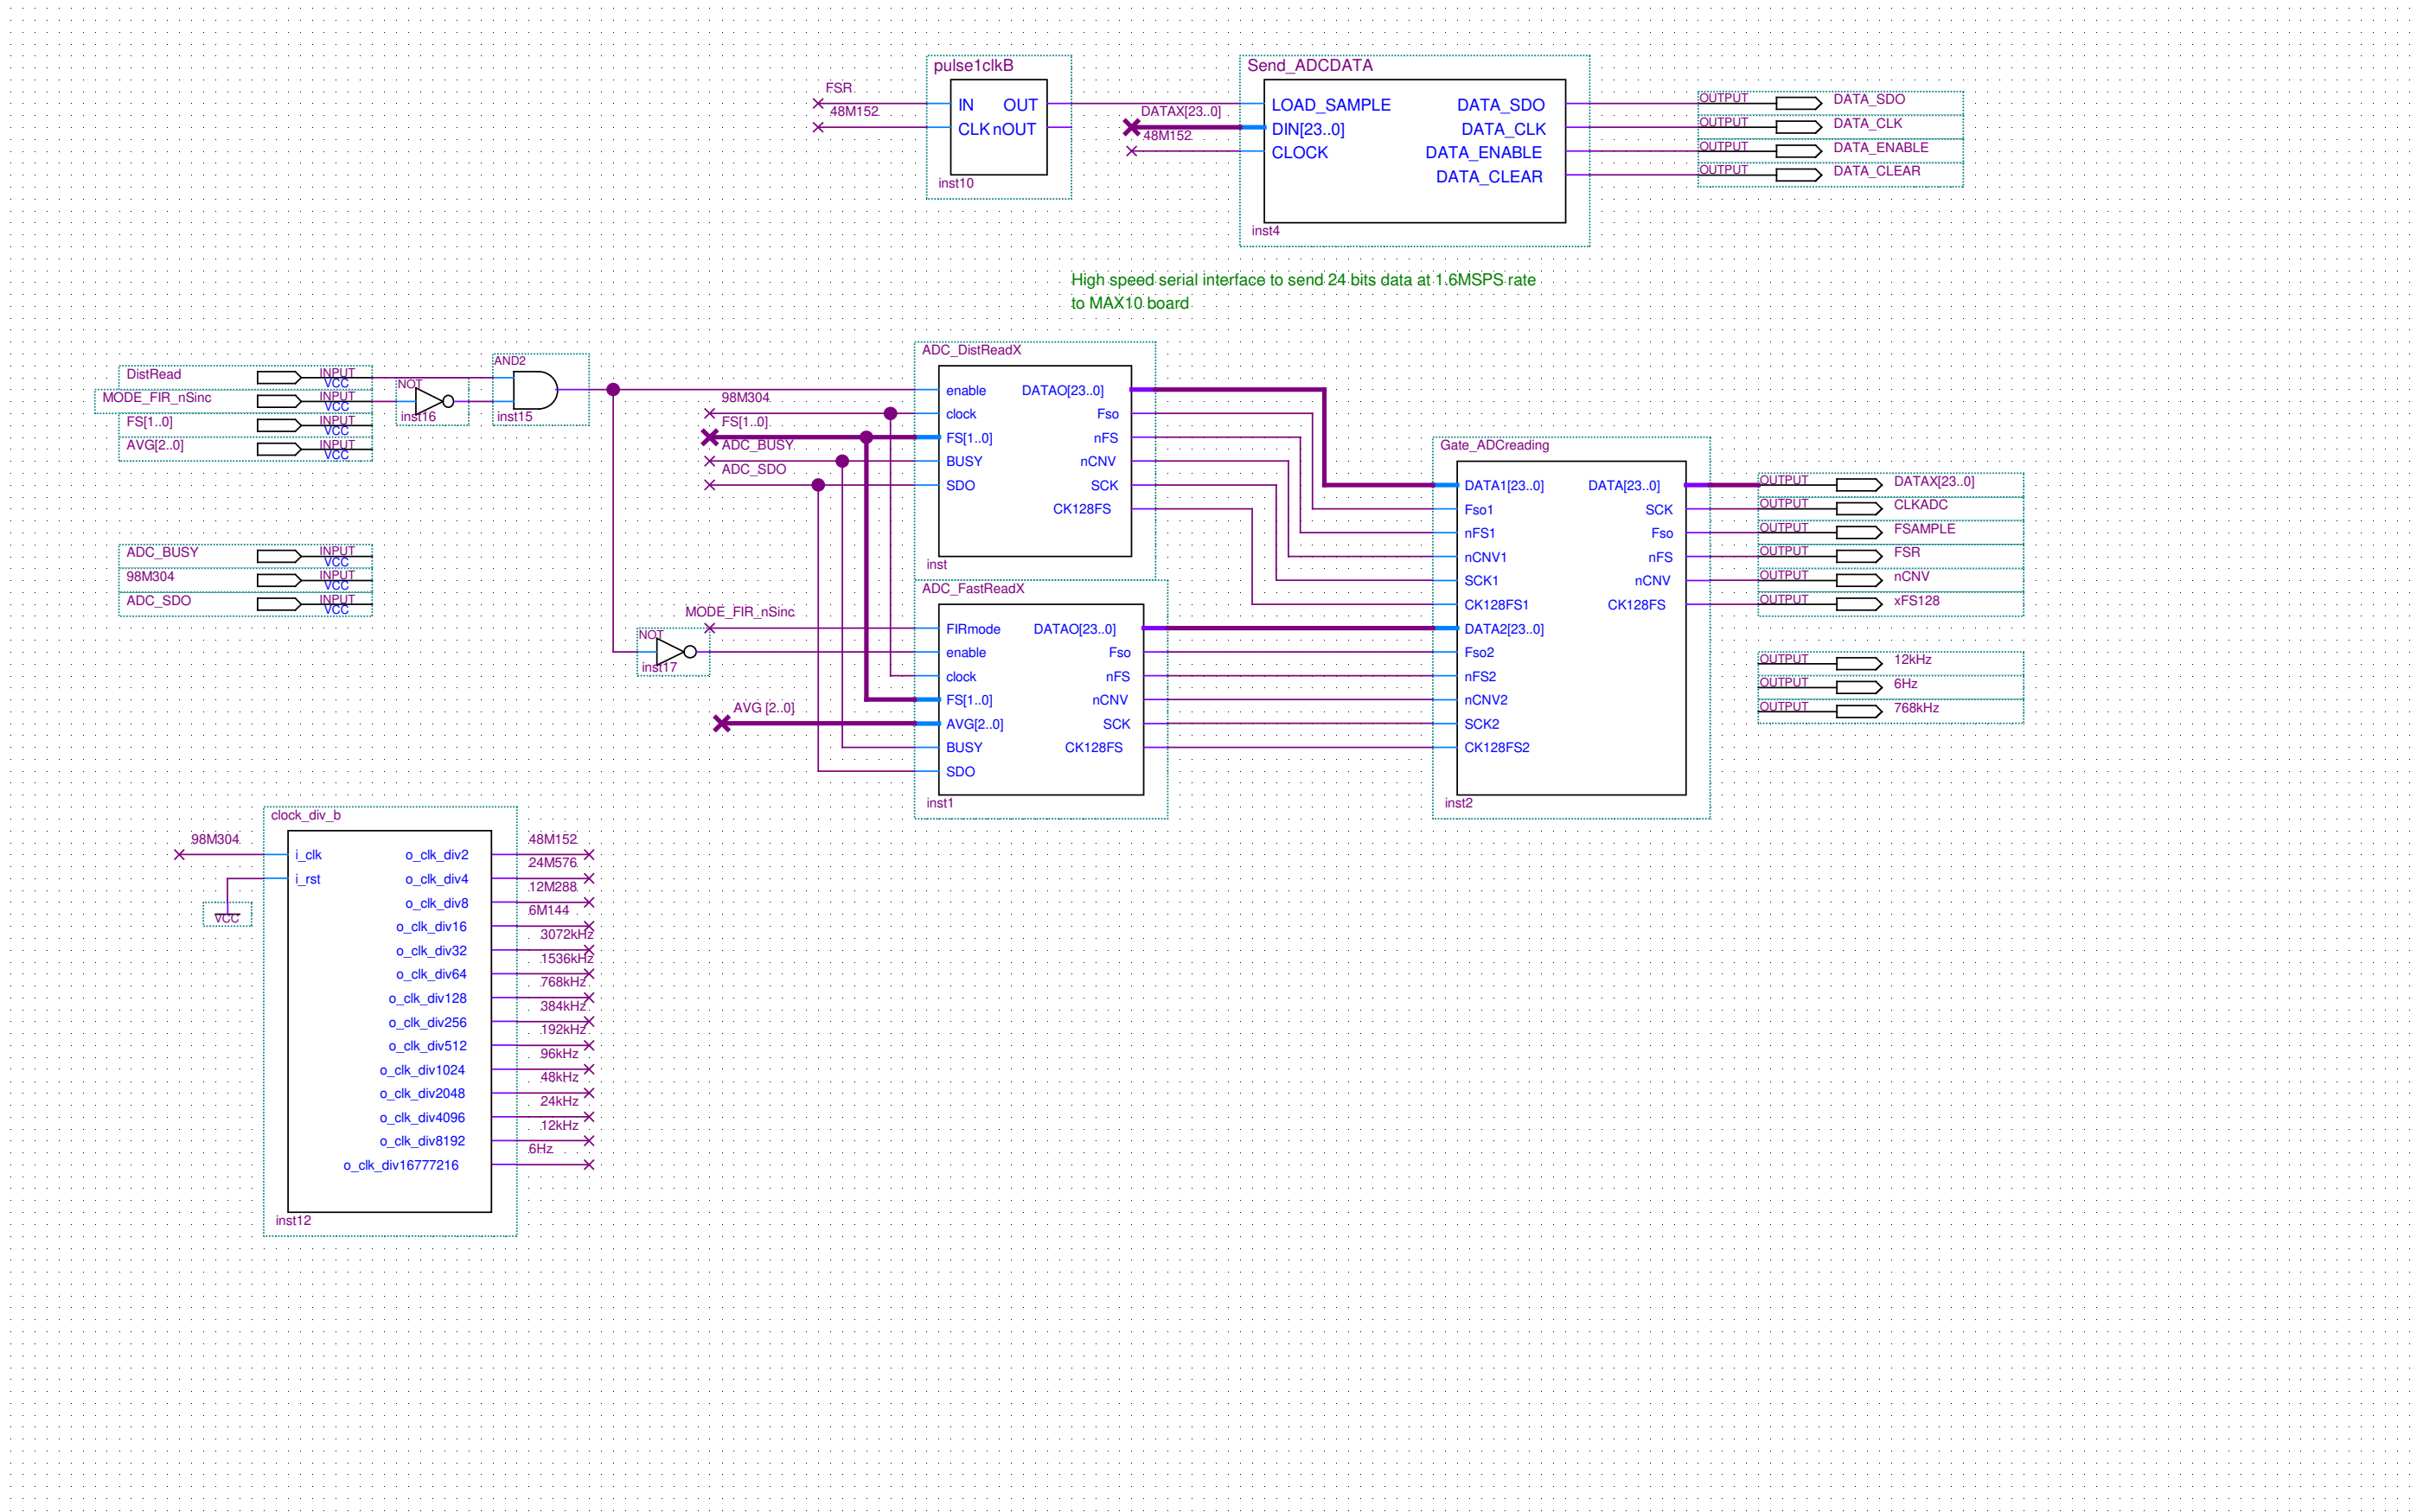 pulse1clkB
FSR
48M152
IN OUT
CLK nOUT
inst10
Send_ADCDATA
DATAX[23..0]
48M152
LOAD_SAMPLE DATA_SDO
DIN[23..0] DATA_CLK
CLOCK DATA_ENABLE
DATA_CLEAR
inst4
OUTPUT DATA_SDO
OUTPUT DATA_CLK
OUTPUT DATA_ENABLE
OUTPUT DATA_CLEAR
High speed serial interface to send 24 bits data at 1.6MSPS rate
to MAX10 board
DistRead INPUT
VCC
MODE_FIR_nSinc INPUT
VCC
FS[1..0] INPUT
VCC
AVG[2..0] INPUT
VCC
NOT
inst16
AND2
inst15
ADC_BUSY INPUT
VCC
98M304 INPUT
VCC
ADC_SDO INPUT
VCC
98M304
FS[1..0]
ADC_BUSY
ADC_SDO
ADC_DistReadX
enable DATAO[23..0]
clock Fso
FS[1..0] nFS
BUSY nCNV
SDO SCK
CK128FS
inst
MODE_FIR_nSinc
NOT
inst17
AVG [2..0]
ADC_FastReadX
FIRmode DATAO[23..0]
enable Fso
clock nFS
FS[1..0] nCNV
AVG[2..0] SCK
BUSY CK128FS
SDO
inst1
Gate_ADCreading
DATA1[23..0] DATA[23..0]
Fso1 SCK
nFS1 Fso
nCNV1 nFS
SCK1 nCNV
CK128FS1 CK128FS
DATA2[23..0]
Fso2
nFS2
nCNV2
SCK2
CK128FS2
inst2
OUTPUT DATAX[23..0]
OUTPUT CLKADC
OUTPUT FSAMPLE
OUTPUT FSR
OUTPUT nCNV
OUTPUT xFS128
OUTPUT 12kHz
OUTPUT 6Hz
OUTPUT 768kHz
clock_div_b
98M304
VCC
i_clk o_clk_div2 48M152
i_rst o_clk_div4 24M576
o_clk_div8 12M288
o_clk_div16 6M144
o_clk_div32 3072kHz
o_clk_div64 1536kHz
o_clk_div128 768kHz
o_clk_div256 384kHz
o_clk_div512 192kHz
o_clk_div1024 96kHz
o_clk_div2048 48kHz
o_clk_div4096 24kHz
o_clk_div8192 12kHz
o_clk_div16777216 6Hz
inst12